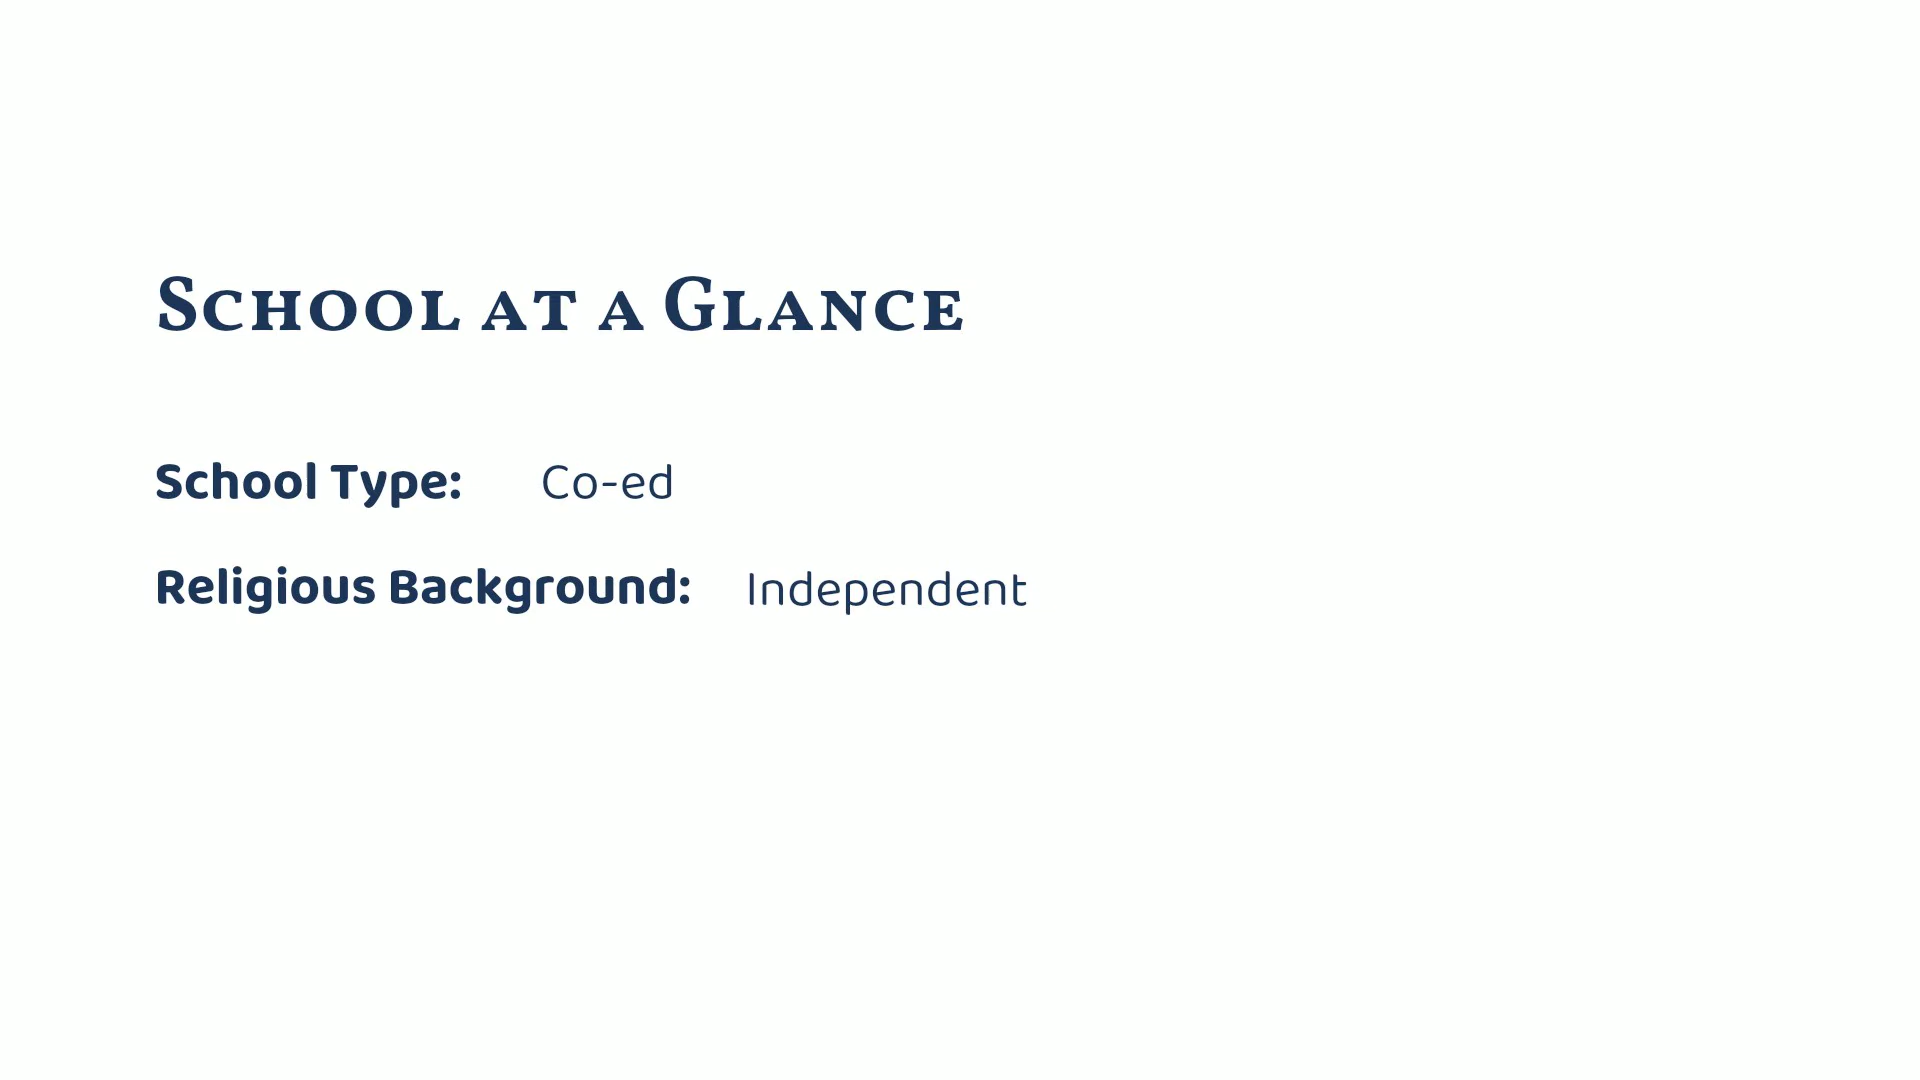 School at a Glance
School Type: Co-ed
Religious Background: Independent